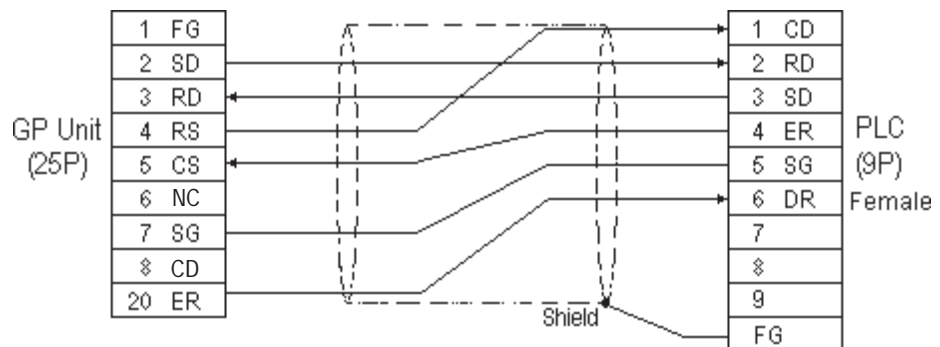 GP Unit
(25P)
1 FG
2 SD
3 RD
4 RS
5 CS
6 NC
7 SG
8 CD
20 ER
Shield
1 CD
2 RD
3 SD
4 ER
5 SG
6 DR
7
8
9
FG
PLC
(9P)
Female